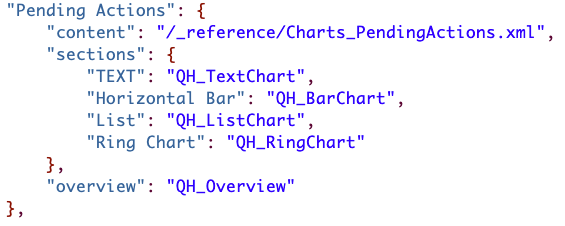 "Pending Actions": {
"content": "/_reference/Charts_PendingActions.xml",
"sections": {
"TEXT": "QH_TextChart",
"Horizontal Bar": "QH_BarChart",
"List": "QH_ListChart",
"Ring Chart": "QH_RingChart"
},
"overview": "QH_Overview"
},